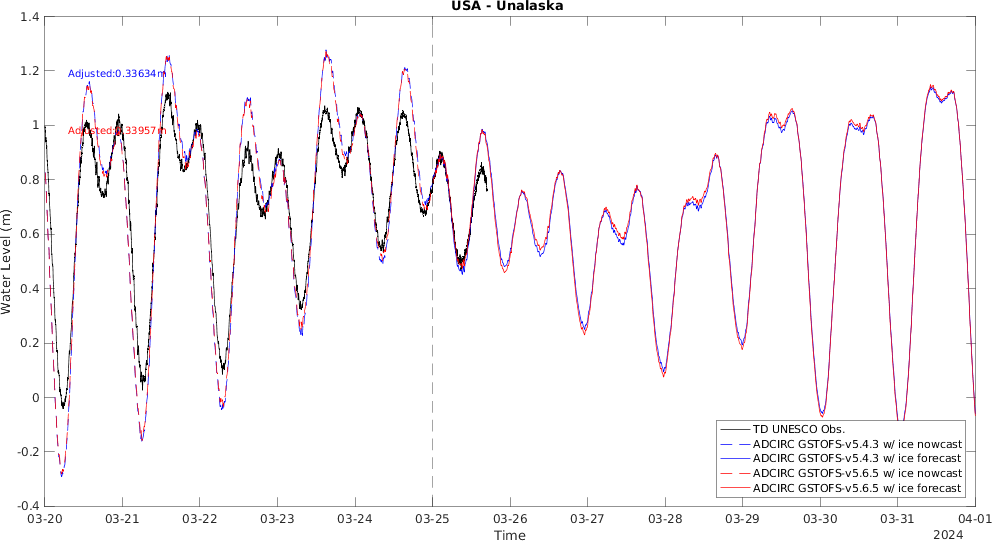 USA - Unalaska
1.4
1.2
1
0.8
0.6
0.4
0.2
0
-0.2
-0.4
Water Level (m)
Adjusted:0.33634m
Adjusted:0.33957m
TD UNESCO Obs.
ADCIRC GSTOFS-v5.4.3 w/ ice nowcast
ADCIRC GSTOFS-v5.4.3 w/ ice forecast
ADCIRC GSTOFS-v5.6.5 w/ ice nowcast
ADCIRC GSTOFS-v5.6.5 w/ ice forecast
03-20 03-21 03-22 03-23 03-24 03-25 03-26 03-27 03-28 03-29 03-30 03-31 04-01
Time
2024